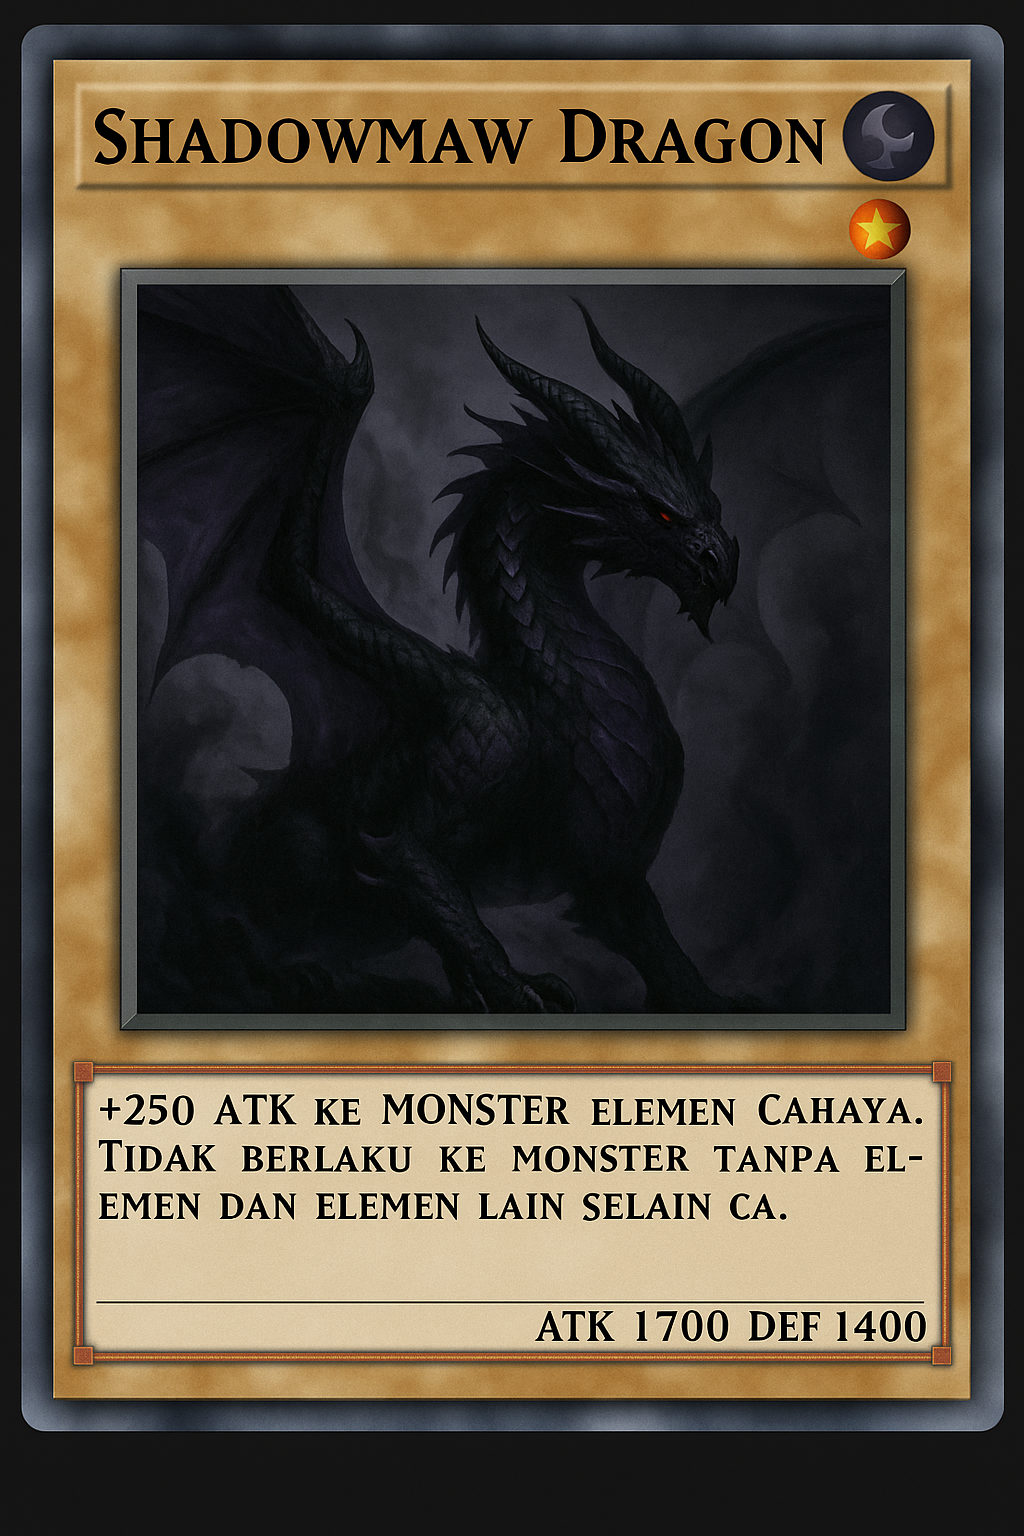 Shadowmaw Dragon
+250 ATK ke MONSTER elemen Cahaya.
Tidak berlaku ke monster tanpa el-
emen dan elemen lain selain ca.
ATK 1700 DEF 1400